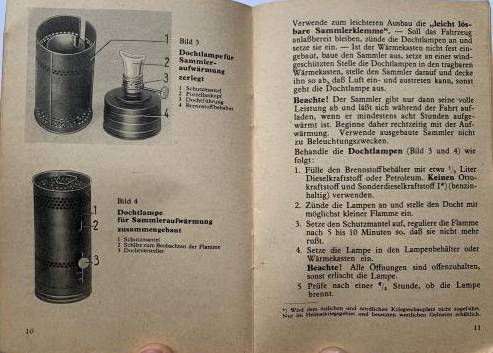 Bild 3
Dochtlampe für
Sammler-
aufwärmung
zerlegt
1 Schutzmantel
2
3 Dochtführung
4 Brennstoffbehälter
1
2
3
4
Bild 4
Dochtlampe
für Sammleraufwärmung
zusammengebaut
1 Schutzmantel
2 Schlitz zum Beobachten der Flamme
3 Dochtversteller
1
2
3
10
Verwende zum leichteren Ausbau die „leicht lös-
bare Sammlerklemme“. — Soll das Fahrzeug
anlaßbereit bleiben, zünde die Dochtlampen an und
setze sie ein. — Ist der Wärmekasten nicht fest ein-
gebaut, baue den Sammler aus, setze an einer wind-
geschützten Stelle die Dochtlampen in den tragbaren
Wärmekasten, stelle den Sammler darauf und decke
ihn so ab, daß Luft ein- und austreten kann, sonst
geht die Dochtlampe aus.
Beachte! Der Sammler gibt nur dann seine volle
Leistung ab und läßt sich während der Fahrt auf-
laden, wenn er mindestens acht Stunden aufge-
wärmt ist. Beginne daher rechtzeitig mit der Auf-
wärmung. Verwende ausgebaute Sammler nicht
zu Beleuchtungszwecken.
Behandle die Dochtlampen (Bild 3 und 4) wie
folgt:
1. Fülle den Brennstoffbehälter mit etwa Liter
Dieselkraftstoff oder Petroleum. Keinen Otto-
kraftstoff und Sonderdieselkraftstoff I*) (benzin-
haltig) verwenden.
2. Zünde die Lampen an und stelle den Docht mit
möglichst kleiner Flamme ein.
3. Setze den Schutzmantel auf, reguliere die Flamme
nach 5 bis 10 Minuten so, daß sie nicht mehr
rußt.
4. Setze die Lampe in den Lampenbehälter oder
Wärmekasten ein.
Beachte! Alle Öffnungen sind offenzuhalten,
sonst erlischt die Lampe.
5. Prüfe nach einer Stunde, ob die Lampe
brennt.
*) Wird dem östlichen und nördlichen Kriegsschauplatz nicht zugeführt.
Nur im Heimatkriegsgebiet und besetzten westlichen Gebieten erhältlich.
11